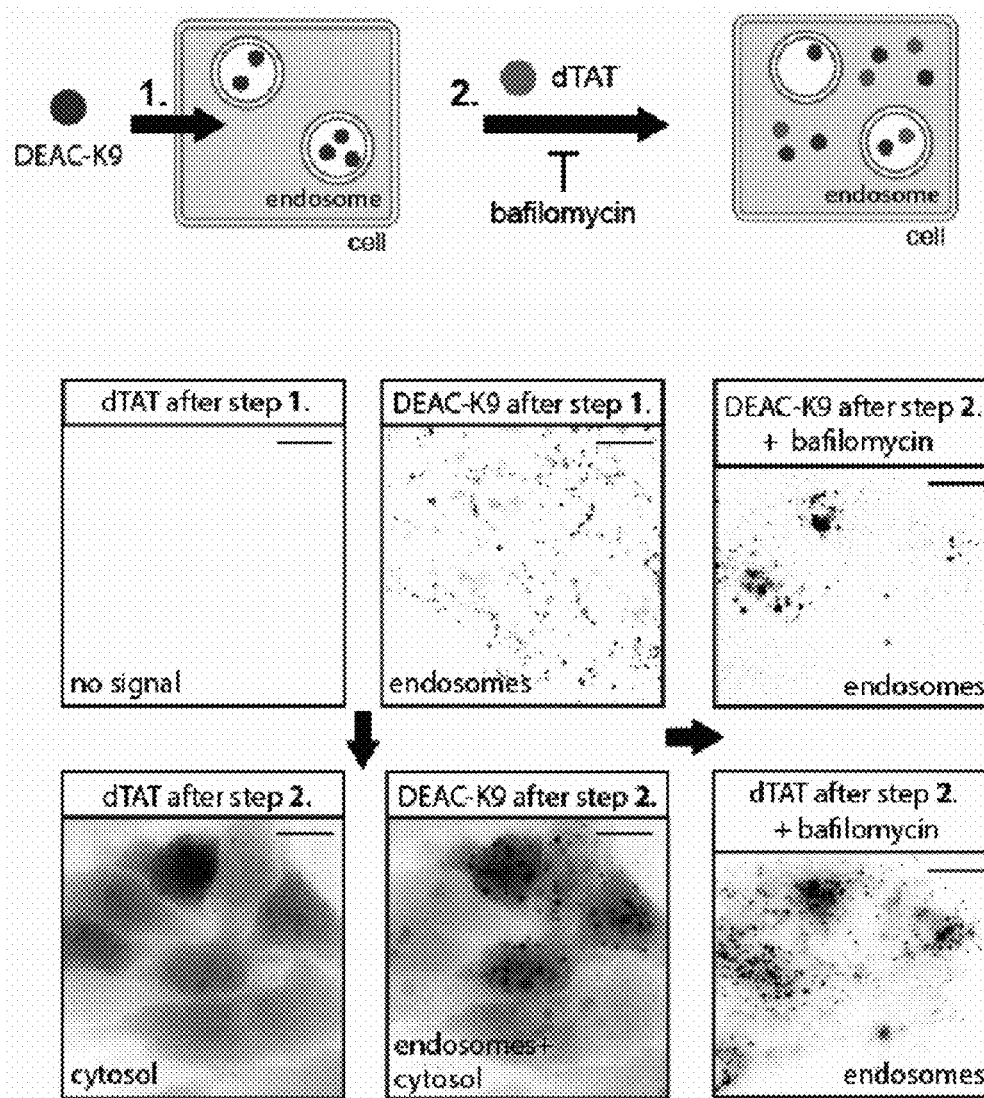 1.
2.
dTAT
DEAC-K9
endosome
cell
bafilomycin
endosome
cell
dTAT after step 1.
no signal
DEAC-K9 after step 1.
endosomes
DEAC-K9 after step 2.
+ bafilomycin
endosomes
dTAT after step 2.
cytosol
DEAC-K9 after step 2.
endosomes+
cytosol
dTAT after step 2.
+ bafilomycin
endosomes